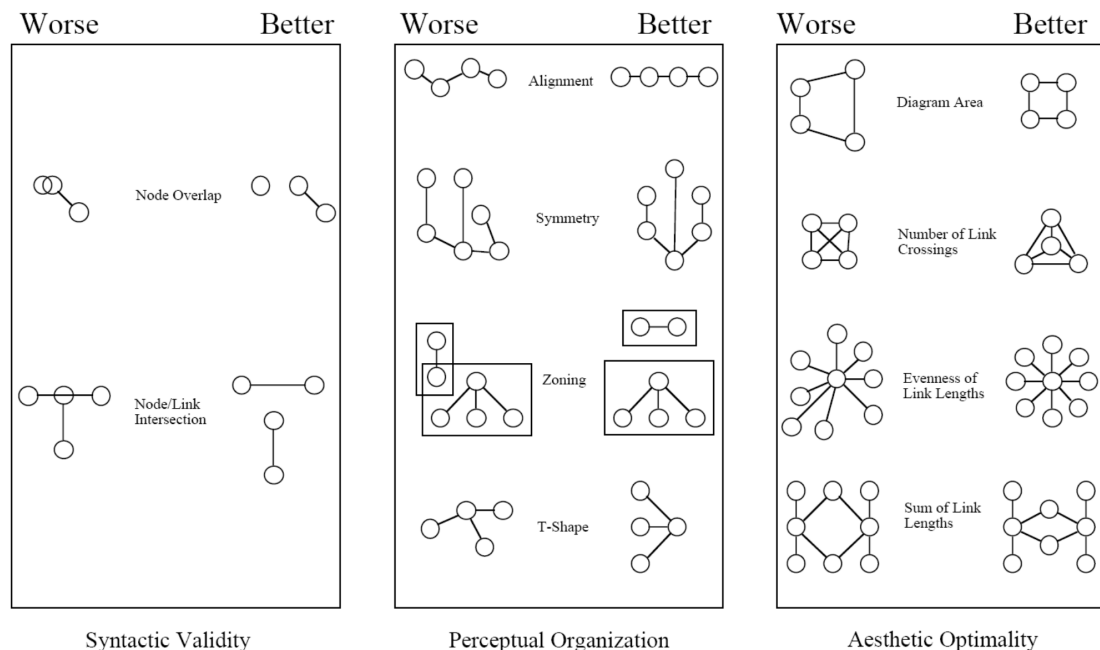 Worse
Better
Node Overlap
Node/Link
Intersection
Syntactic Validity
Worse
Better
Alignment
Symmetry
Zoning
T-Shape
Perceptual Organization
Worse
Better
Diagram Area
Number of Link
Crossings
Evenness of
Link Lengths
Sum of Link
Lengths
Aesthetic Optimality